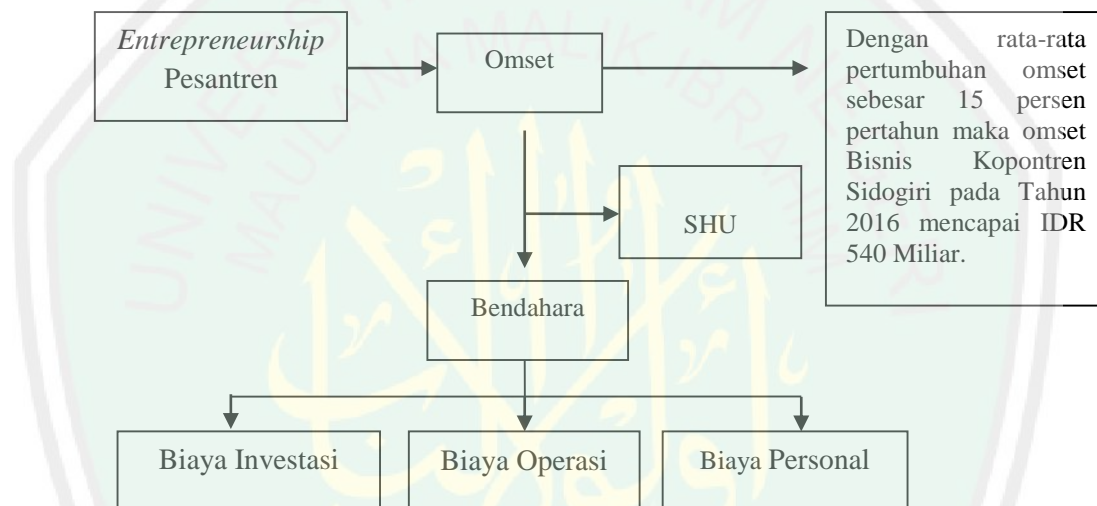 Entrepreneurship
Pesantren
Omset
Dengan rata-rata
pertumbuhan omset
sebesar 15 persen
pertahun maka omset
Bisnis Kopontren
Sidogiri pada Tahun
2016 mencapai IDR
540 Miliar.
SHU
Bendahara
Biaya Investasi
Biaya Operasi
Biaya Personal